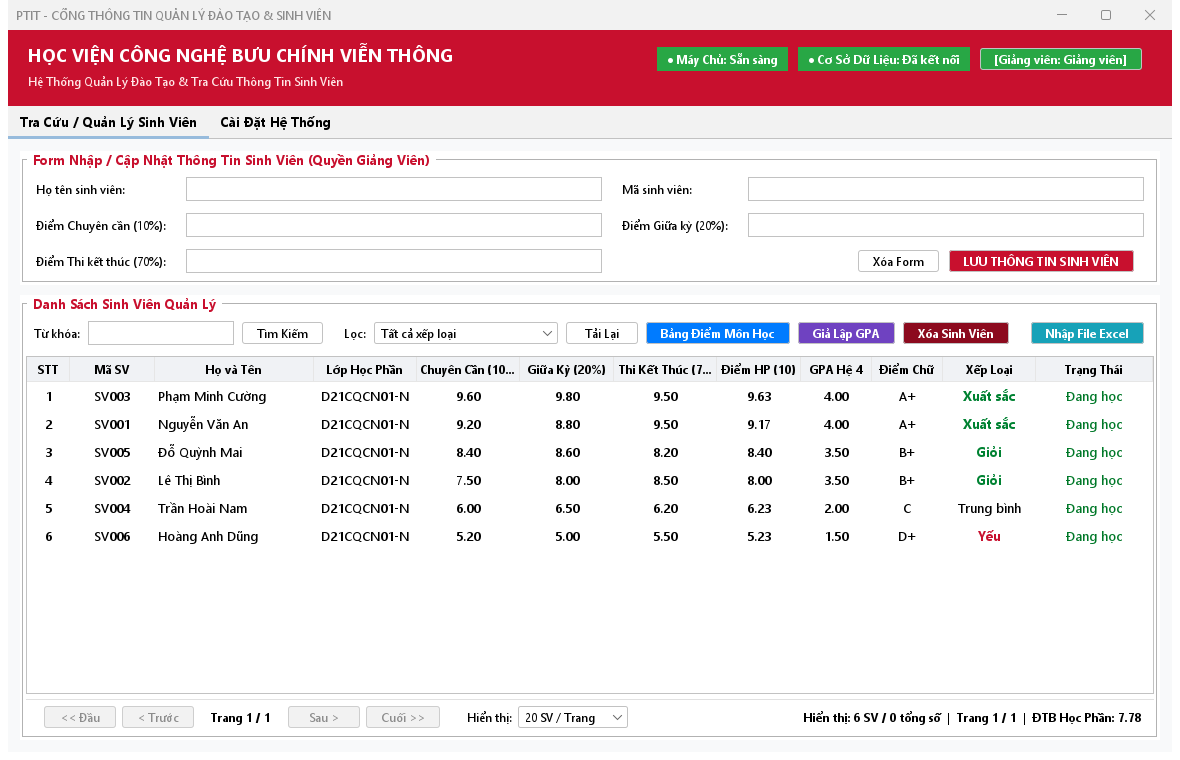 PTIT - CỔNG THÔNG TIN QUẢN LÝ ĐÀO TẠO & SINH VIÊN
HỌC VIỆN CÔNG NGHỆ BƯU CHÍNH VIỄN THÔNG
Hệ Thống Quản Lý Đào Tạo & Tra Cứu Thông Tin Sinh Viên
● Máy Chủ: Sẵn sàng ● Cơ Sở Dữ Liệu: Đã kết nối [Giảng viên: Giảng viên]
Tra Cứu / Quản Lý Sinh Viên Cài Đặt Hệ Thống
Form Nhập / Cập Nhật Thông Tin Sinh Viên (Quyền Giảng Viên)
Họ tên sinh viên: Mã sinh viên:
Điểm Chuyên cần (10%): Điểm Giữa kỳ (20%):
Điểm Thi kết thúc (70%): Xóa Form LƯU THÔNG TIN SINH VIÊN
Danh Sách Sinh Viên Quản Lý
Từ khóa: Tìm Kiếm Lọc: Tất cả xếp loại Tải Lại Bảng Điểm Môn Học Giả Lập GPA Xóa Sinh Viên Nhập File Excel
STT Mã SV Họ và Tên Lớp Học Phần Chuyên Cần (10... Giữa Kỳ (20%) Thi Kết Thúc (7... Điểm HP (10) GPA Hệ 4 Điểm Chữ Xếp Loại Trạng Thái
1 SV003 Phạm Minh Cường D21CQCN01-N 9.60 9.80 9.50 9.63 4.00 A+ Xuất sắc Đang học
2 SV001 Nguyễn Văn An D21CQCN01-N 9.20 8.80 9.50 9.17 4.00 A+ Xuất sắc Đang học
3 SV005 Đỗ Quỳnh Mai D21CQCN01-N 8.40 8.60 8.20 8.40 3.50 B+ Giỏi Đang học
4 SV002 Lê Thị Bình D21CQCN01-N 7.50 8.00 8.50 8.00 3.50 B+ Giỏi Đang học
5 SV004 Trần Hoài Nam D21CQCN01-N 6.00 6.50 6.20 6.23 2.00 C Trung bình Đang học
6 SV006 Hoàng Anh Dũng D21CQCN01-N 5.20 5.00 5.50 5.23 1.50 D+ Yếu Đang học
<< Đầu < Trước Trang 1 / 1 Sau > Cuối >> Hiển thị: 20 SV / Trang Hiển thị: 6 SV / 0 tổng số | Trang 1 / 1 | ĐTB Học Phần: 7.78